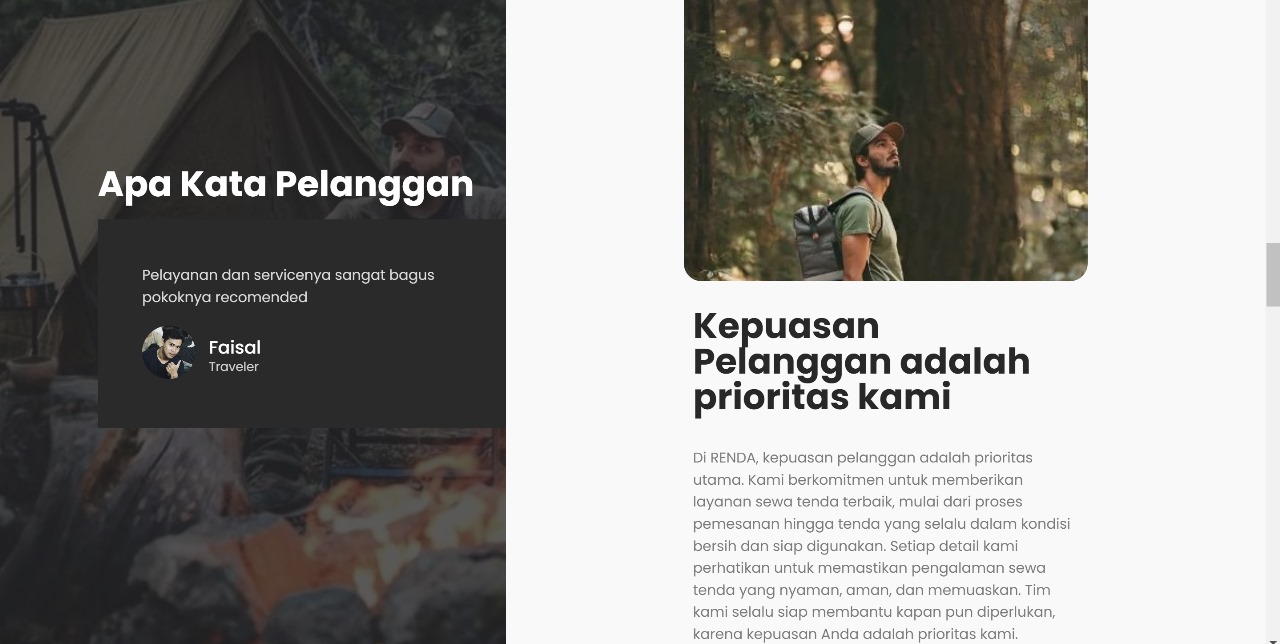 Apa Kata Pelanggan
Pelayanan dan servicenya sangat bagus
pokoknya recomended
Faisal
Traveler
Kepuasan
Pelanggan adalah
prioritas kami
Di RENDA, kepuasan pelanggan adalah prioritas
utama. Kami berkomitmen untuk memberikan
layanan sewa tenda terbaik, mulai dari proses
pemesanan hingga tenda yang selalu dalam kondisi
bersih dan siap digunakan. Setiap detail kami
perhatikan untuk memastikan pengalaman sewa
tenda yang nyaman, aman, dan memuaskan. Tim
kami selalu siap membantu kapan pun diperlukan,
karena kepuasan Anda adalah prioritas kami.